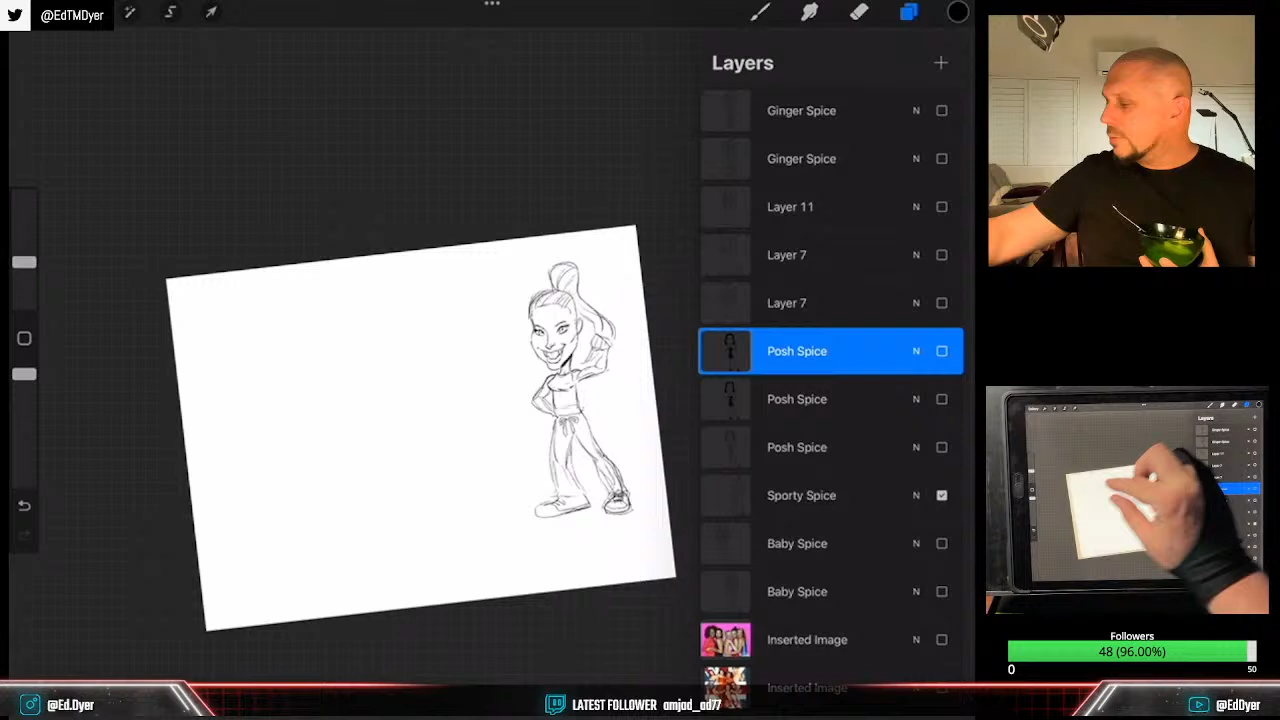 @EdTMDyer
Layers
Ginger Spice N
Ginger Spice N
Layer 11 N
Layer 7 N
Layer 7 N
Posh Spice N
Posh Spice N
Posh Spice N
Sporty Spice N
Baby Spice N
Baby Spice N
Inserted Image N
Inserted Image N
Layers
Followers
48 (96.00%)
0 50
@Ed.Dyer
LATEST FOLLOWER amjad_ad77
@EdDyer